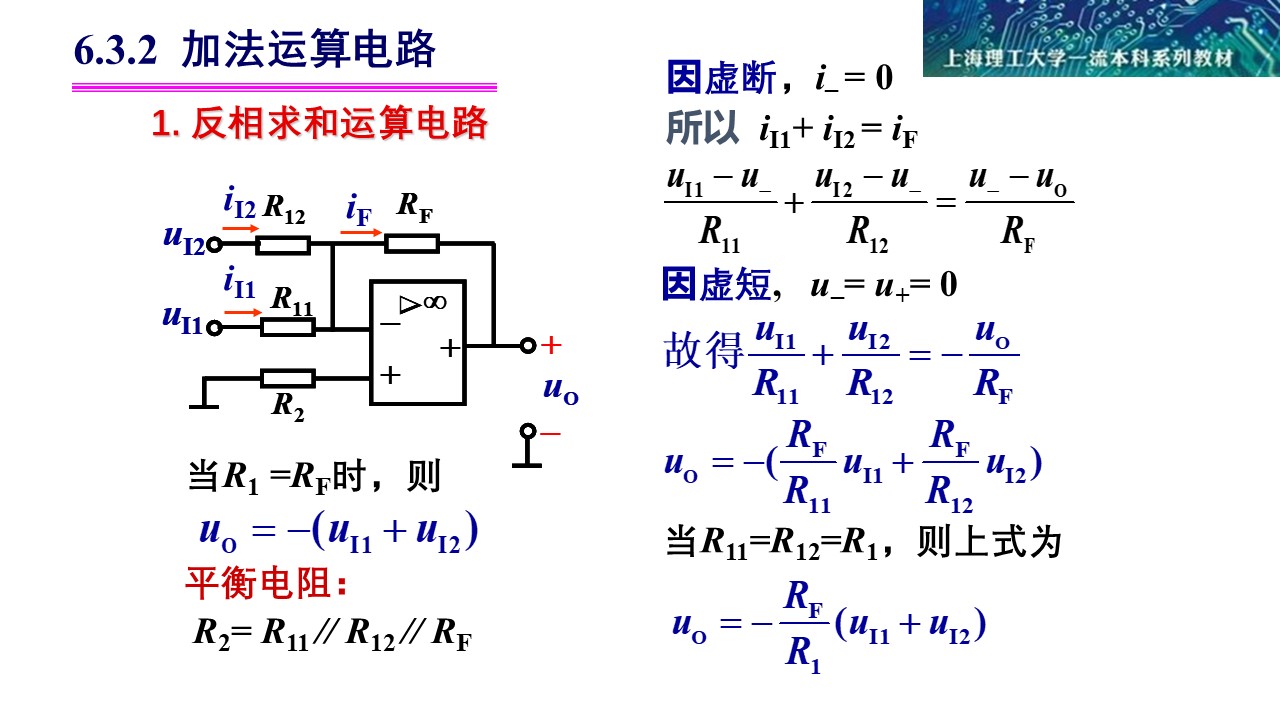 6.3.2 加法运算电路
上海理工大学一流本科系列教材
1. 反相求和运算电路
i_I2 R_12 i_F R_F
u_I2
i_I1 R_11
u_I1
▷∞
−
+
+
R_2
+
u_O
−
当R_1 =R_F时，则
u_O = −(u_I1 + u_I2)
平衡电阻：
R_2= R_11 // R_12 // R_F
因虚断，i_− = 0
所以 i_I1+ i_I2 = i_F
(u_I1 − u_−)/R_11 + (u_I2 − u_−)/R_12 = (u_− − u_O)/R_F
因虚短, u_−= u_+= 0
故得 u_I1/R_11 + u_I2/R_12 = − u_O/R_F
u_O = −(R_F/R_11 u_I1 + R_F/R_12 u_I2)
当R_11=R_12=R_1，则上式为
u_O = − R_F/R_1 (u_I1 + u_I2)